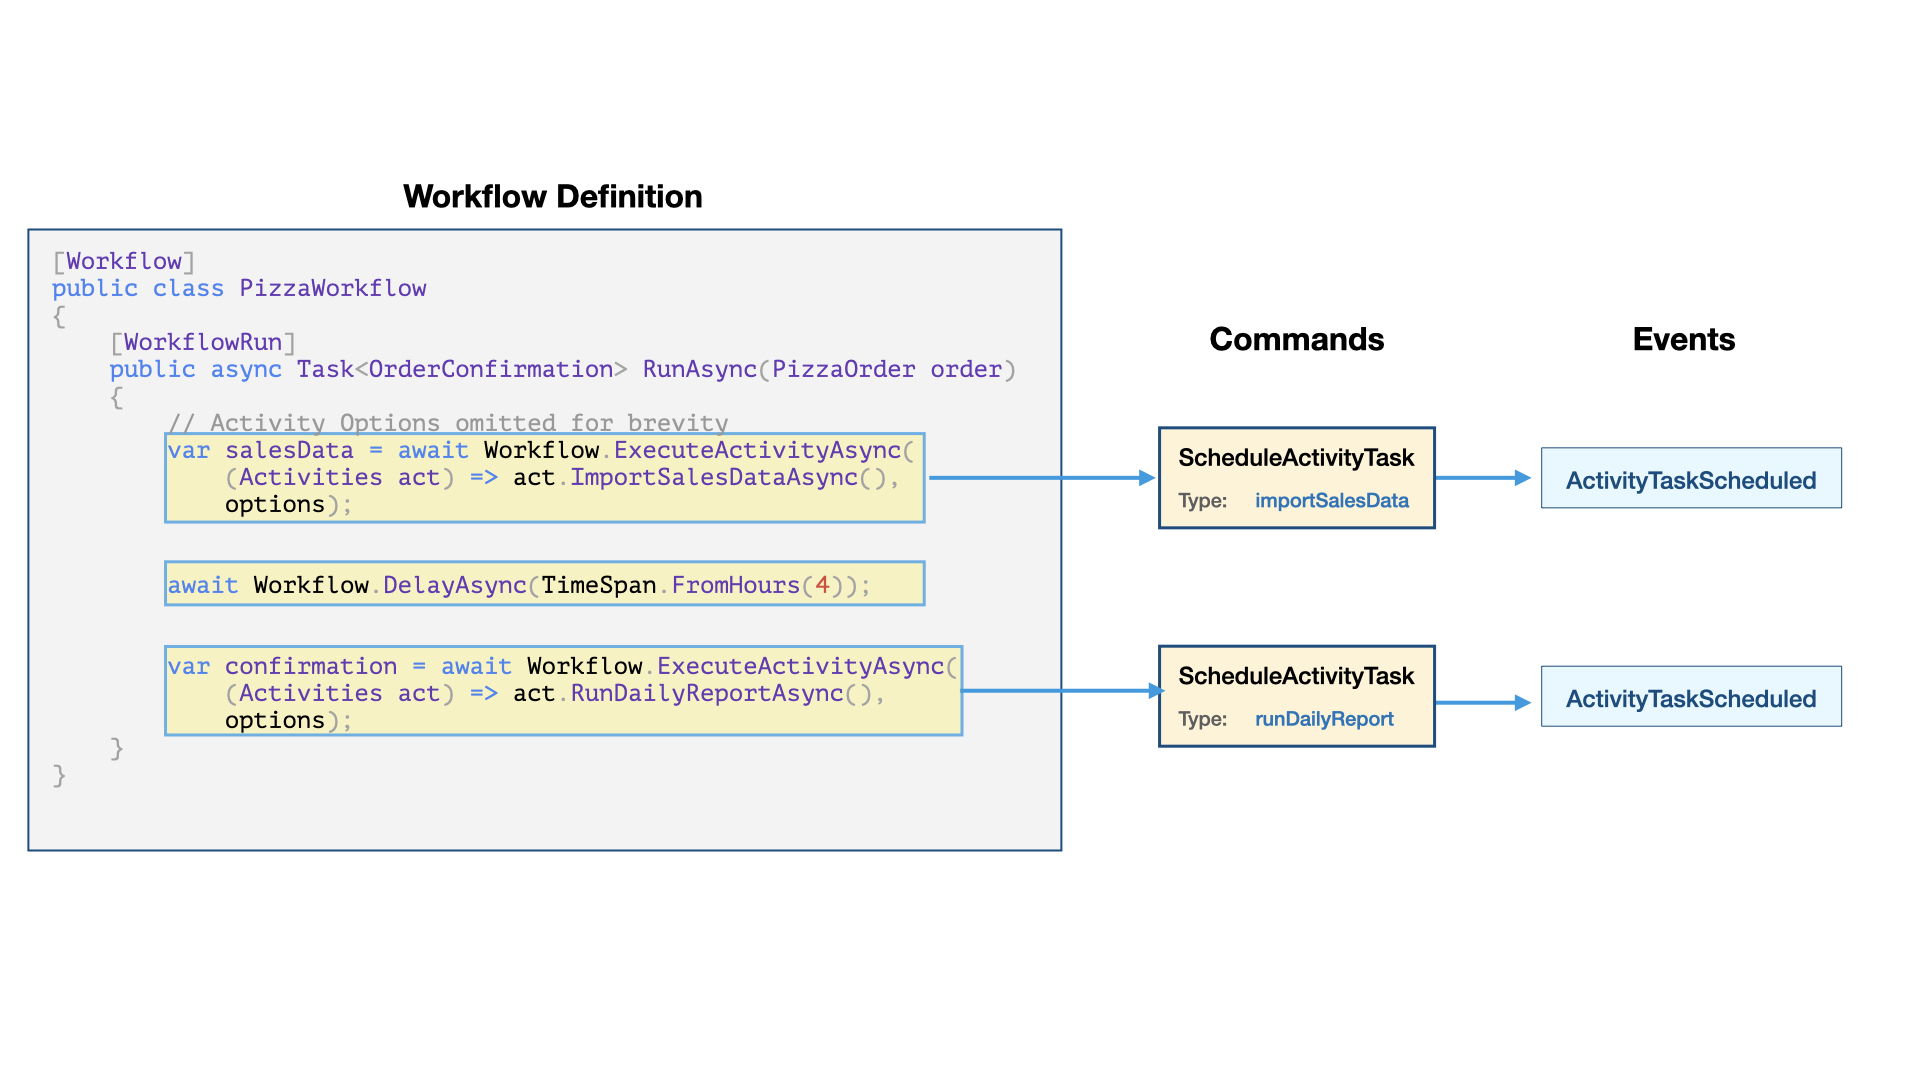 Workflow Definition
[Workflow]
public class PizzaWorkflow
{
[WorkflowRun]
public async Task<OrderConfirmation> RunAsync(PizzaOrder order)
{
// Activity Options omitted for brevity
var salesData = await Workflow.ExecuteActivityAsync(
(Activities act) => act.ImportSalesDataAsync(),
options);
await Workflow.DelayAsync(TimeSpan.FromHours(4));
var confirmation = await Workflow.ExecuteActivityAsync(
(Activities act) => act.RunDailyReportAsync(),
options);
}
}
Commands
ScheduleActivityTask
Type: importSalesData
ScheduleActivityTask
Type: runDailyReport
Events
ActivityTaskScheduled
ActivityTaskScheduled